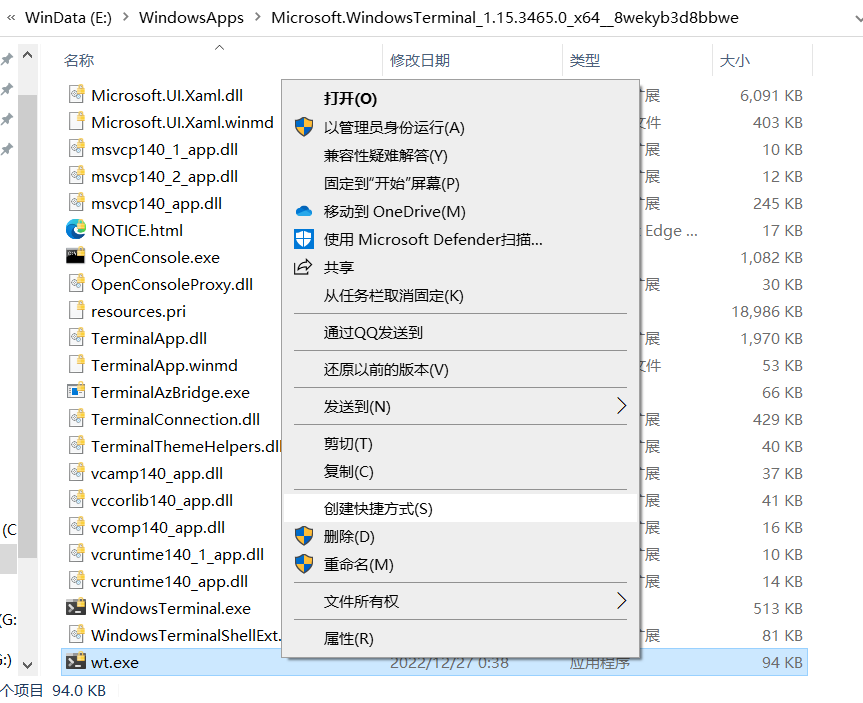 « WinData (E:) › WindowsApps › Microsoft.WindowsTerminal_1.15.3465.0_x64__8wekyb3d8bbwe
名称 修改日期 类型 大小
Microsoft.UI.Xaml.dll 展 6,091 KB
Microsoft.UI.Xaml.winmd 文件 403 KB
msvcp140_1_app.dll 展 10 KB
msvcp140_2_app.dll 展 12 KB
msvcp140_app.dll 展 245 KB
NOTICE.html Edge ... 17 KB
OpenConsole.exe 1,082 KB
OpenConsoleProxy.dll 展 30 KB
resources.pri 18,986 KB
TerminalApp.dll 展 1,970 KB
TerminalApp.winmd 文件 53 KB
TerminalAzBridge.exe 66 KB
TerminalConnection.dll 展 429 KB
TerminalThemeHelpers.dll 展 40 KB
vcamp140_app.dll 展 37 KB
vccorlib140_app.dll 展 41 KB
vcomp140_app.dll 展 16 KB
vcruntime140_1_app.dll 展 10 KB
vcruntime140_app.dll 展 14 KB
WindowsTerminal.exe 513 KB
WindowsTerminalShellExt. 展 81 KB
wt.exe 2022/12/27 0:38 应用程序 94 KB
打开(O)
以管理员身份运行(A)
兼容性疑难解答(Y)
固定到“开始”屏幕(P)
移动到 OneDrive(M)
使用 Microsoft Defender扫描...
共享
从任务栏取消固定(K)
通过QQ发送到
还原以前的版本(V)
发送到(N)
剪切(T)
复制(C)
创建快捷方式(S)
删除(D)
重命名(M)
文件所有权
属性(R)
(C
(G:
:)
个项目 94.0 KB